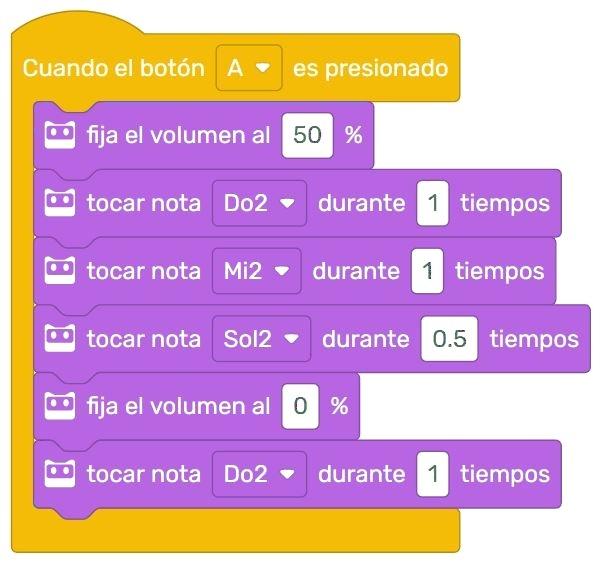 Cuando el botón A es presionado
fija el volumen al 50 %
tocar nota Do2 durante 1 tiempos
tocar nota Mi2 durante 1 tiempos
tocar nota Sol2 durante 0.5 tiempos
fija el volumen al 0 %
tocar nota Do2 durante 1 tiempos